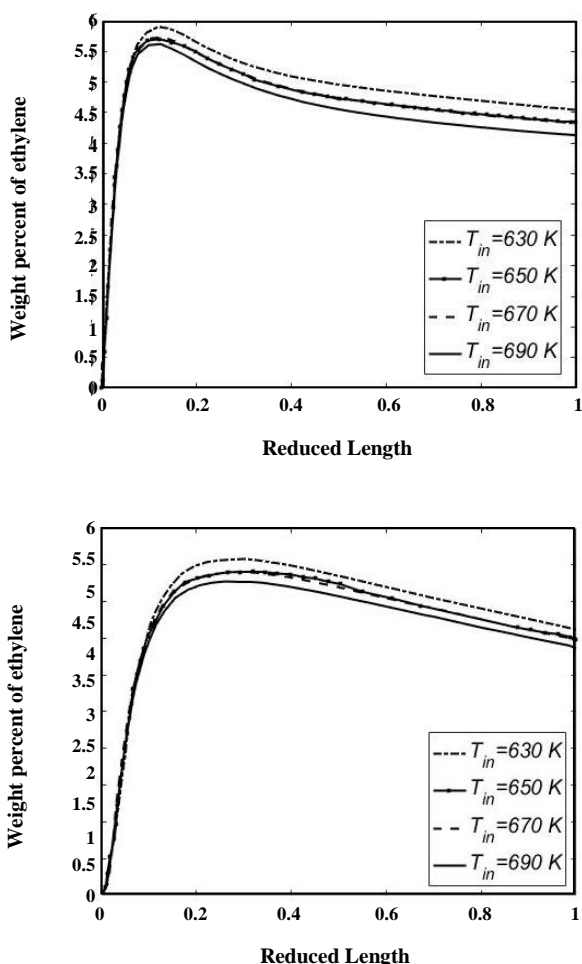 Weight percent of ethylene
6
5.5
5
4.5
4
3.5
3
2.5
2
1.5
1
0.5
0
0 0.2 0.4 0.6 0.8 1
T_in=630 K
T_in=650 K
T_in=670 K
T_in=690 K
Reduced Length
Weight percent of ethylene
6
5.5
5
4.5
4
3.5
3
2.5
2
1.5
1
0.5
0
0 0.2 0.4 0.6 0.8 1
T_in=630 K
T_in=650 K
T_in=670 K
T_in=690 K
Reduced Length